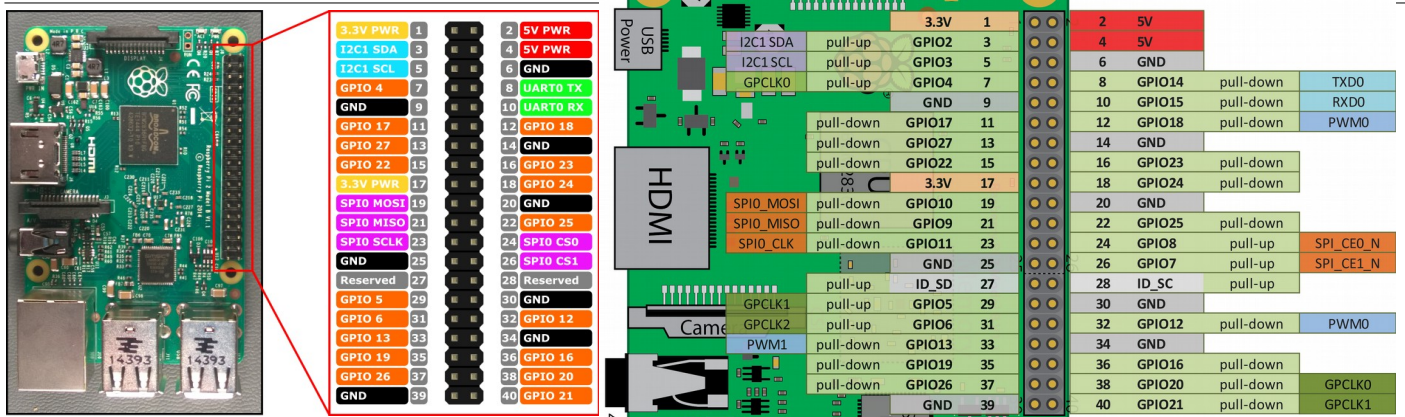 3.3V PWR 1 2 5V PWR
I2C1 SDA 3 4 5V PWR
I2C1 SCL 5 6 GND
GPIO 4 7 8 UART0 TX
GND 9 10 UART0 RX
GPIO 17 11 12 GPIO 18
GPIO 27 13 14 GND
GPIO 22 15 16 GPIO 23
3.3V PWR 17 18 GPIO 24
SPI0 MOSI 19 20 GND
SPI0 MISO 21 22 GPIO 25
SPI0 SCLK 23 24 SPI0 CS0
GND 25 26 SPI0 CS1
Reserved 27 28 Reserved
GPIO 5 29 30 GND
GPIO 6 31 32 GPIO 12
GPIO 13 33 34 GND
GPIO 19 35 36 GPIO 16
GPIO 26 37 38 GPIO 20
GND 39 40 GPIO 21
DISPLAY
HDMI
Raspberry Pi 2 Model B V1.1
© Raspberry Pi 2014
14393
14393
USB
Power
HDMI
Came
3.3V 1 2 5V
I2C1 SDA pull-up GPIO2 3 4 5V
I2C1 SCL pull-up GPIO3 5 6 GND
GPCLK0 pull-up GPIO4 7 8 GPIO14 pull-down TXD0
GND 9 10 GPIO15 pull-down RXD0
pull-down GPIO17 11 12 GPIO18 pull-down PWM0
pull-down GPIO27 13 14 GND
pull-down GPIO22 15 16 GPIO23 pull-down
3.3V 17 18 GPIO24 pull-down
SPI0_MOSI pull-down GPIO10 19 20 GND
SPI0_MISO pull-down GPIO9 21 22 GPIO25 pull-down
SPI0_CLK pull-down GPIO11 23 24 GPIO8 pull-up SPI_CE0_N
GND 25 26 GPIO7 pull-up SPI_CE1_N
pull-up ID_SD 27 28 ID_SC pull-up
GPCLK1 pull-up GPIO5 29 30 GND
GPCLK2 pull-up GPIO6 31 32 GPIO12 pull-down PWM0
PWM1 pull-down GPIO13 33 34 GND
pull-down GPIO19 35 36 GPIO16 pull-down
pull-down GPIO26 37 38 GPIO20 pull-down GPCLK0
GND 39 40 GPIO21 pull-down GPCLK1